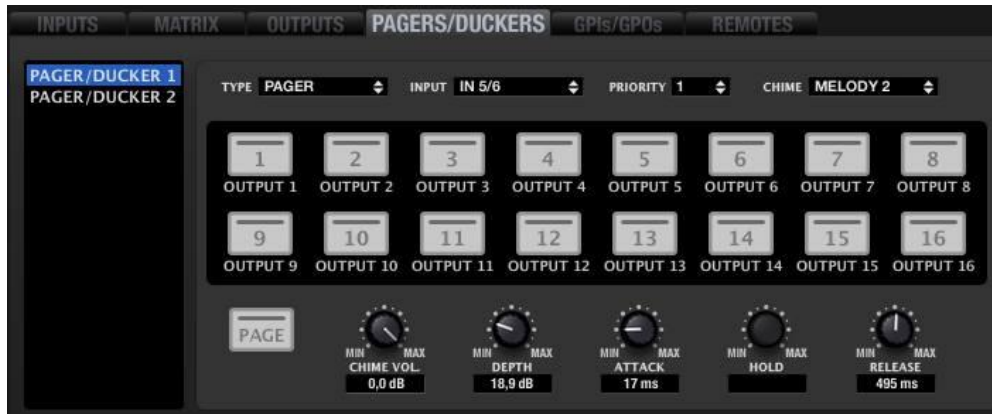 INPUTS MATRIX OUTPUTS PAGERS/DUCKERS GPIs/GPOs REMOTES
PAGER/DUCKER 1
PAGER/DUCKER 2
TYPE PAGER INPUT IN 5/6 PRIORITY 1 CHIME MELODY 2
1 2 3 4 5 6 7 8
OUTPUT 1 OUTPUT 2 OUTPUT 3 OUTPUT 4 OUTPUT 5 OUTPUT 6 OUTPUT 7 OUTPUT 8
9 10 11 12 13 14 15 16
OUTPUT 9 OUTPUT 10 OUTPUT 11 OUTPUT 12 OUTPUT 13 OUTPUT 14 OUTPUT 15 OUTPUT 16
PAGE
MIN MAX MIN MAX MIN MAX MIN MAX MIN MAX
CHIME VOL. DEPTH ATTACK HOLD RELEASE
0,0 dB 18,9 dB 17 ms 495 ms